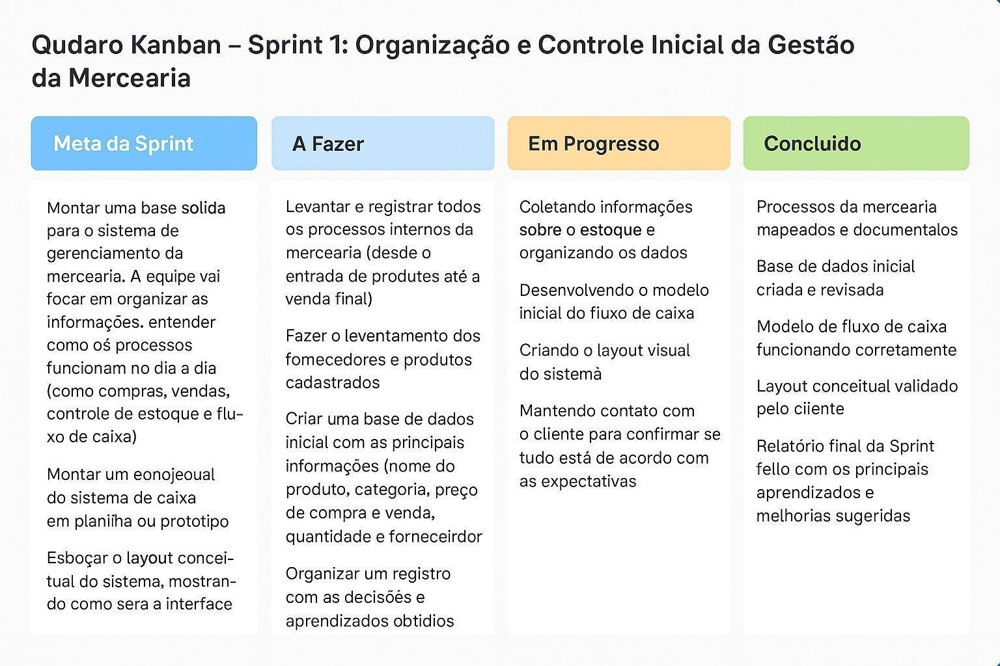 Qudaro Kanban – Sprint 1: Organização e Controle Inicial da Gestão
da Mercearia
Meta da Sprint
Montar uma base solida
para o sistema de
gerenciamento da
mercearia. A equipe vai
focar em organizar as
informações. entender
como oś processos
funcionam no dia a dia
(como compras, vendas,
controle de estoque e flu-
xo de caixa)
Montar um eonojeoual
do sistema de caixa
em planiìha ou prototipo
Esboçar o layout concei-
tual do sistema, mostran-
do como sera a interface
A Fazer
Levantar e registrar todos
os processos internos da
mercearia (desde o
entrada de produtes até a
venda final)
Fazer o leventamento dos
fomecedores e produtos
cadastrados
Criar uma base de dados
inicial com as principais
informações (nome do
produto, categoria, preço
de compra e venda,
quantidade e forneceirdor
Organizar um registro
com as decisõés e
aprendizados obtidios
Em Progresso
Coletando informações
sobre o estoque e
organizando os dados
Desenvolvendo o modelo
inicial do fiuxo de caixa
Criando o layout visual
do sistemà
Mantendo contato com
o cliente para confirmar se
tudo está de acordo com
as expectativas
Concluido
Processos da mercearia
mapeados e documentalos
Base de dados inicial
criada e revisada
Modelo de fluxo de caixa
funcionando corretamente
Layout conceitual validado
pelo ciiente
Relatório final da Sprint
fello com os principais
aprendizados e
melhorias sugeridas